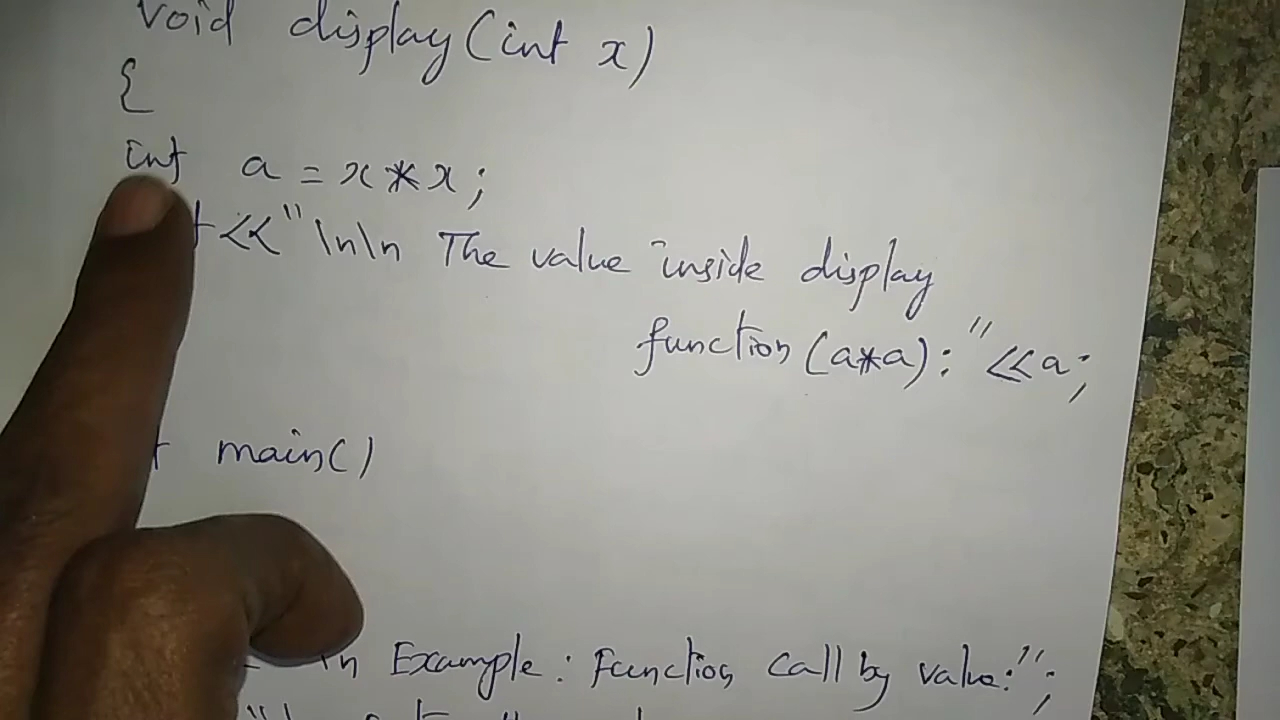 void display(int x)
{
int a = x*x;
<<"\n\n The value inside display
function (a*a): "<<a;
main()
\n Example: Function call by value:";